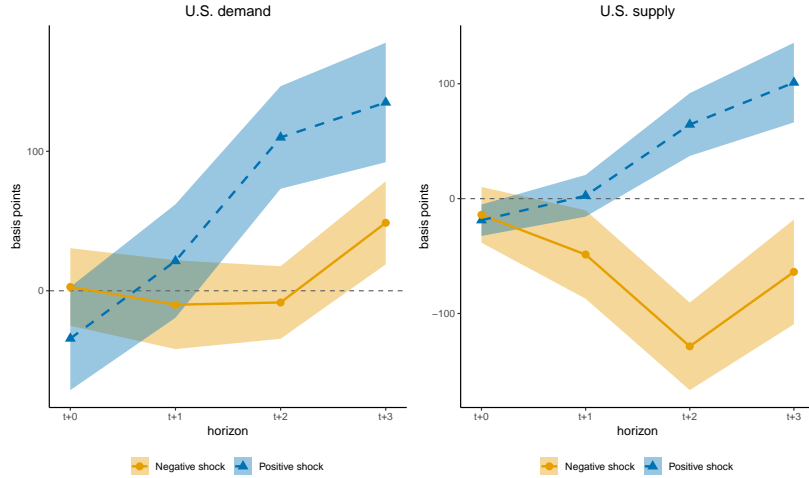 U.S. demand
basis points
100
0
t+0
t+1
t+2
t+3
horizon
Negative shock
Positive shock
U.S. supply
basis points
100
0
−100
t+0
t+1
t+2
t+3
horizon
Negative shock
Positive shock